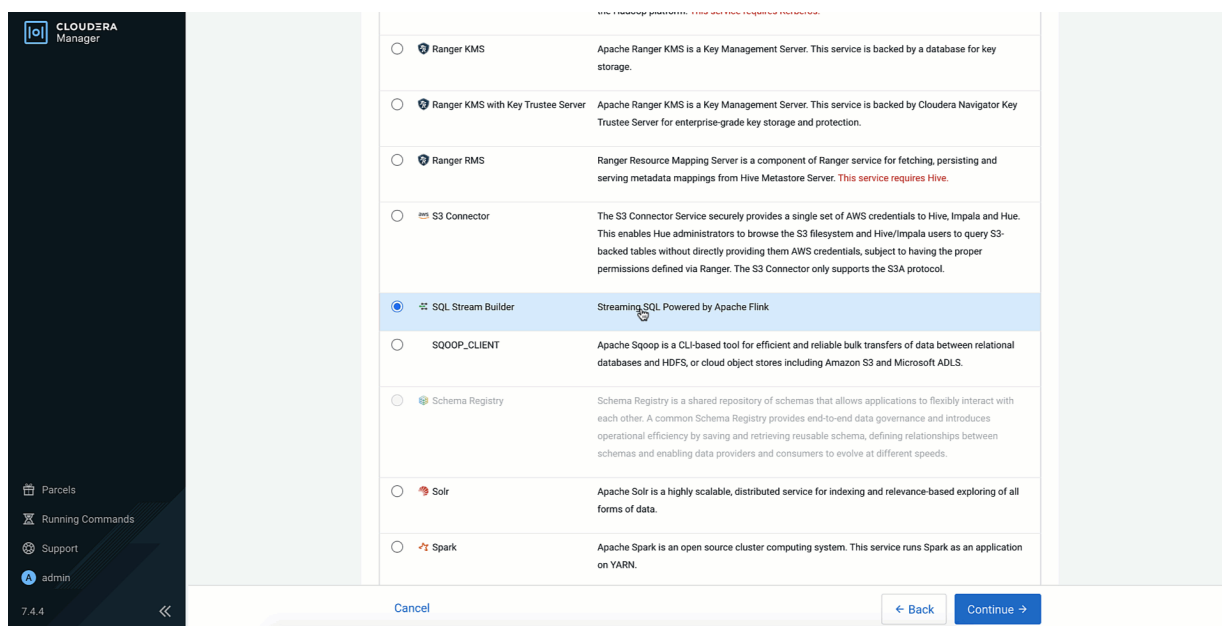 CLOUDERA
Manager
the Hadoop platform. This service requires Kerberos.
Ranger KMS
Apache Ranger KMS is a Key Management Server. This service is backed by a database for key
storage.
Ranger KMS with Key Trustee Server
Apache Ranger KMS is a Key Management Server. This service is backed by Cloudera Navigator Key
Trustee Server for enterprise-grade key storage and protection.
Ranger RMS
Ranger Resource Mapping Server is a component of Ranger service for fetching, persisting and
serving metadata mappings from Hive Metastore Server. This service requires Hive.
aws S3 Connector
The S3 Connector Service securely provides a single set of AWS credentials to Hive, Impala and Hue.
This enables Hue administrators to browse the S3 filesystem and Hive/Impala users to query S3-
backed tables without directly providing them AWS credentials, subject to having the proper
permissions defined via Ranger. The S3 Connector only supports the S3A protocol.
SQL Stream Builder
Streaming SQL Powered by Apache Flink
SQOOP_CLIENT
Apache Sqoop is a CLI-based tool for efficient and reliable bulk transfers of data between relational
databases and HDFS, or cloud object stores including Amazon S3 and Microsoft ADLS.
Schema Registry
Schema Registry is a shared repository of schemas that allows applications to flexibly interact with
each other. A common Schema Registry provides end-to-end data governance and introduces
operational efficiency by saving and retrieving reusable schema, defining relationships between
schemas and enabling data providers and consumers to evolve at different speeds.
Solr
Apache Solr is a highly scalable, distributed service for indexing and relevance-based exploring of all
forms of data.
Spark
Apache Spark is an open source cluster computing system. This service runs Spark as an application
on YARN.
Parcels
Running Commands
Support
A admin
7.4.4
Cancel
← Back
Continue →